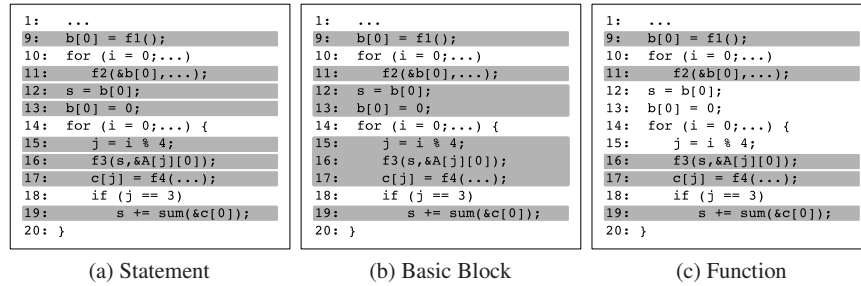 1:   ...
9:   b[0] = f1();
10:  for (i = 0;...)
11:     f2(&b[0],...);
12:  s = b[0];
13:  b[0] = 0;
14:  for (i = 0;...) {
15:     j = i % 4;
16:     f3(s,&A[j][0]);
17:     c[j] = f4(...);
18:     if (j == 3)
19:        s += sum(&c[0]);
20: }
(a) Statement
1:   ...
9:   b[0] = f1();
10:  for (i = 0;...)
11:     f2(&b[0],...);
12:  s = b[0];
13:  b[0] = 0;
14:  for (i = 0;...) {
15:     j = i % 4;
16:     f3(s,&A[j][0]);
17:     c[j] = f4(...);
18:     if (j == 3)
19:        s += sum(&c[0]);
20: }
(b) Basic Block
1:   ...
9:   b[0] = f1();
10:  for (i = 0;...)
11:     f2(&b[0],...);
12:  s = b[0];
13:  b[0] = 0;
14:  for (i = 0;...) {
15:     j = i % 4;
16:     f3(s,&A[j][0]);
17:     c[j] = f4(...);
18:     if (j == 3)
19:        s += sum(&c[0]);
20: }
(c) Function